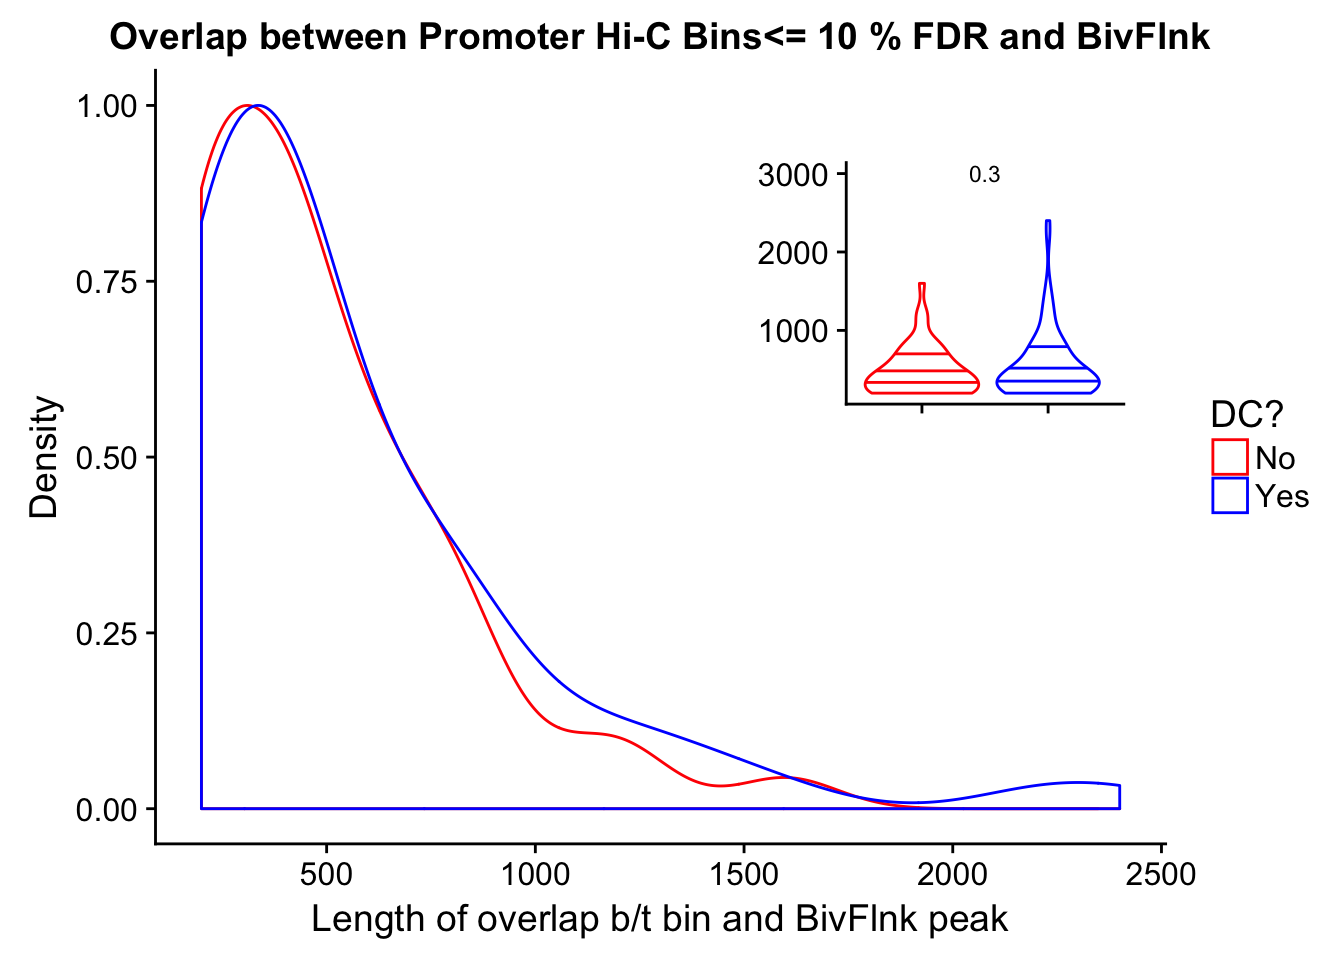 Overlap between Promoter Hi-C Bins<= 10 % FDR and BivFlnk
1.00
0.75
0.50
0.25
0.00
Density
500 1000 1500 2000 2500
Length of overlap b/t bin and BivFlnk peak
3000
2000
1000
0.3
DC?
No
Yes